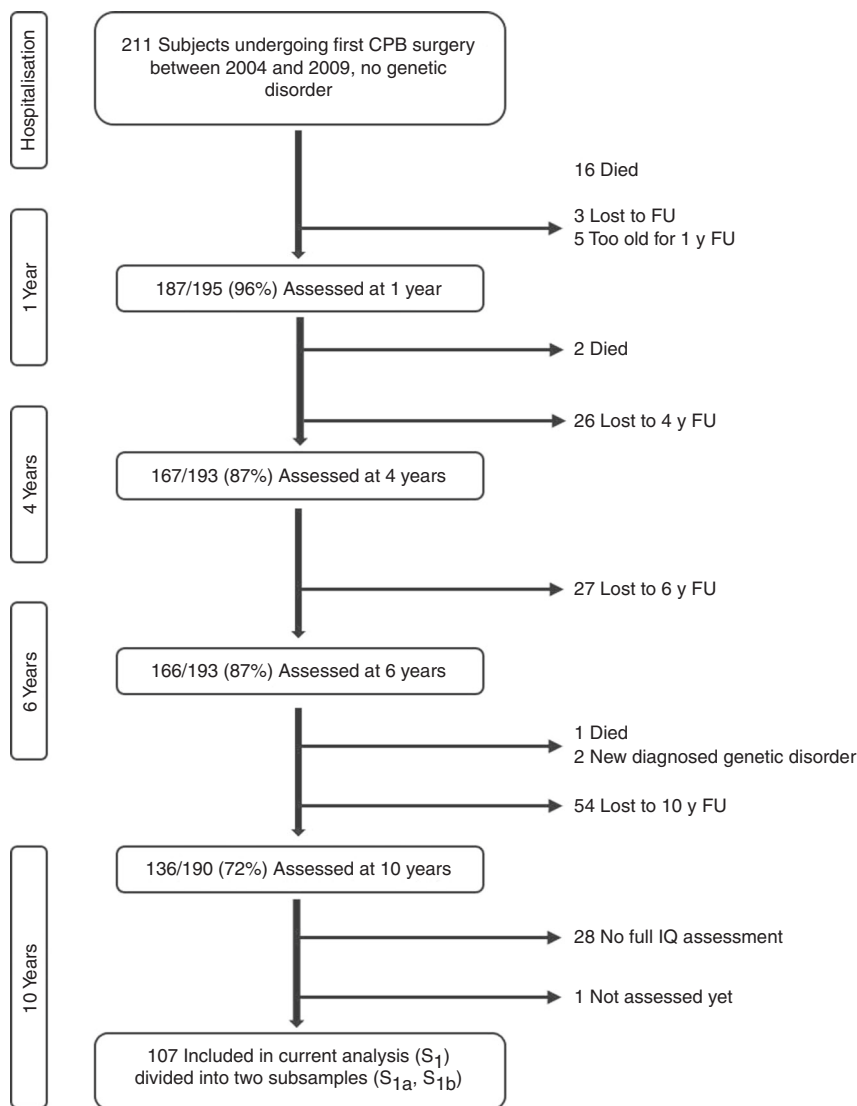 Hospitalisation
211 Subjects undergoing first CPB surgery
between 2004 and 2009, no genetic
disorder
16 Died
3 Lost to FU
5 Too old for 1 y FU
1 Year
187/195 (96%) Assessed at 1 year
2 Died
26 Lost to 4 y FU
4 Years
167/193 (87%) Assessed at 4 years
27 Lost to 6 y FU
6 Years
166/193 (87%) Assessed at 6 years
1 Died
2 New diagnosed genetic disorder
54 Lost to 10 y FU
10 Years
136/190 (72%) Assessed at 10 years
28 No full IQ assessment
1 Not assessed yet
107 Included in current analysis (S1)
divided into two subsamples (S1a, S1b)